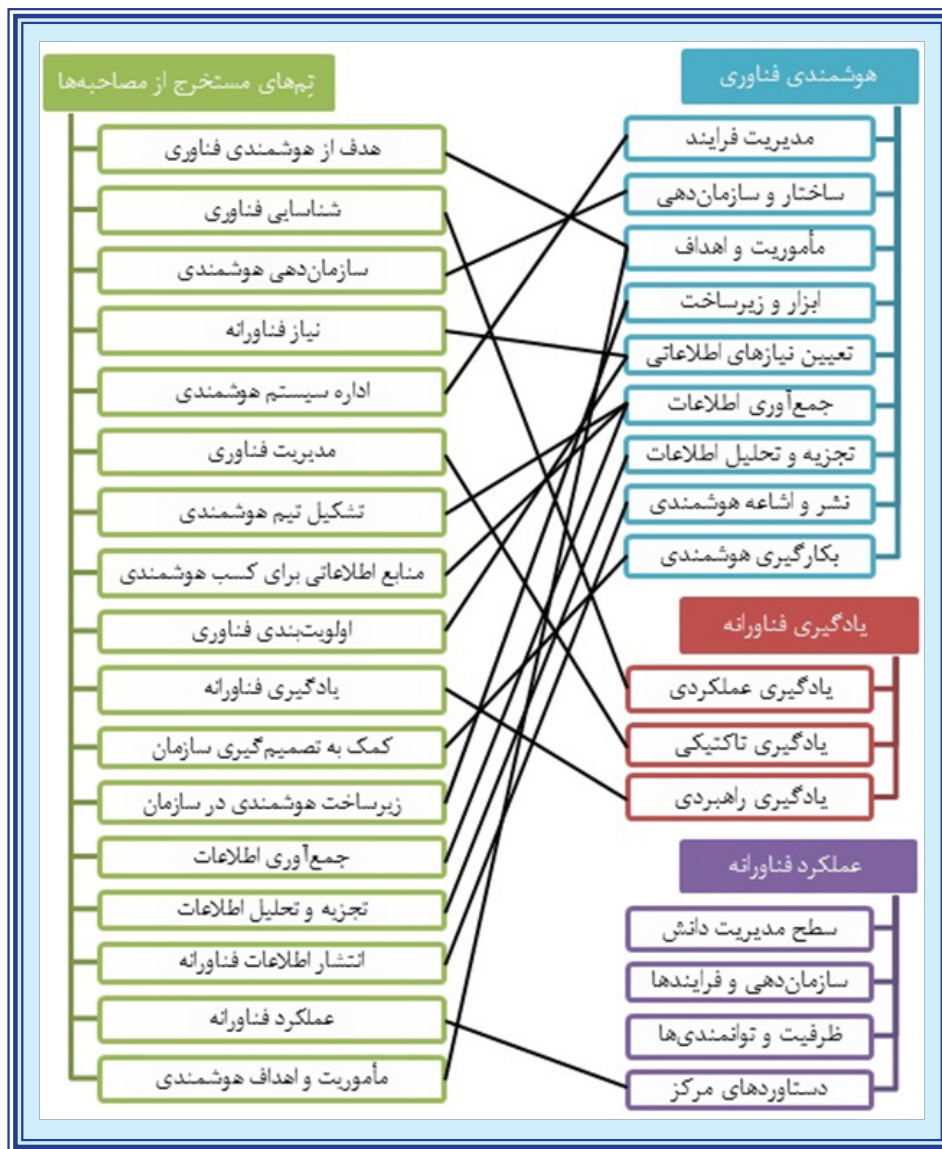 هوشمندی فناوری
مدیریت فرایند
ساختار و سازمان‌دهی
مأموریت و اهداف
ابزار و زیرساخت
تعیین نیازهای اطلاعاتی
جمع‌آوری اطلاعات
تجزیه و تحلیل اطلاعات
نشر و اشاعه هوشمندی
بکارگیری هوشمندی
یادگیری فناورانه
یادگیری عملکردی
یادگیری تاکتیکی
یادگیری راهبردی
عملکرد فناورانه
سطح مدیریت دانش
سازمان‌دهی و فرایندها
ظرفیت و توانمندی‌ها
دستاوردهای مرکز
تِم‌های مستخرج از مصاحبه‌ها
هدف از هوشمندی فناوری
شناسایی فناوری
سازمان‌دهی هوشمندی
نیاز فناورانه
اداره سیستم هوشمندی
مدیریت فناوری
تشکیل تیم هوشمندی
منابع اطلاعاتی برای کسب هوشمندی
اولویت‌بندی فناوری
یادگیری فناورانه
کمک به تصمیم‌گیری سازمان
زیرساخت هوشمندی در سازمان
جمع‌آوری اطلاعات
تجزیه و تحلیل اطلاعات
انتشار اطلاعات فناورانه
عملکرد فناورانه
مأموریت و اهداف هوشمندی